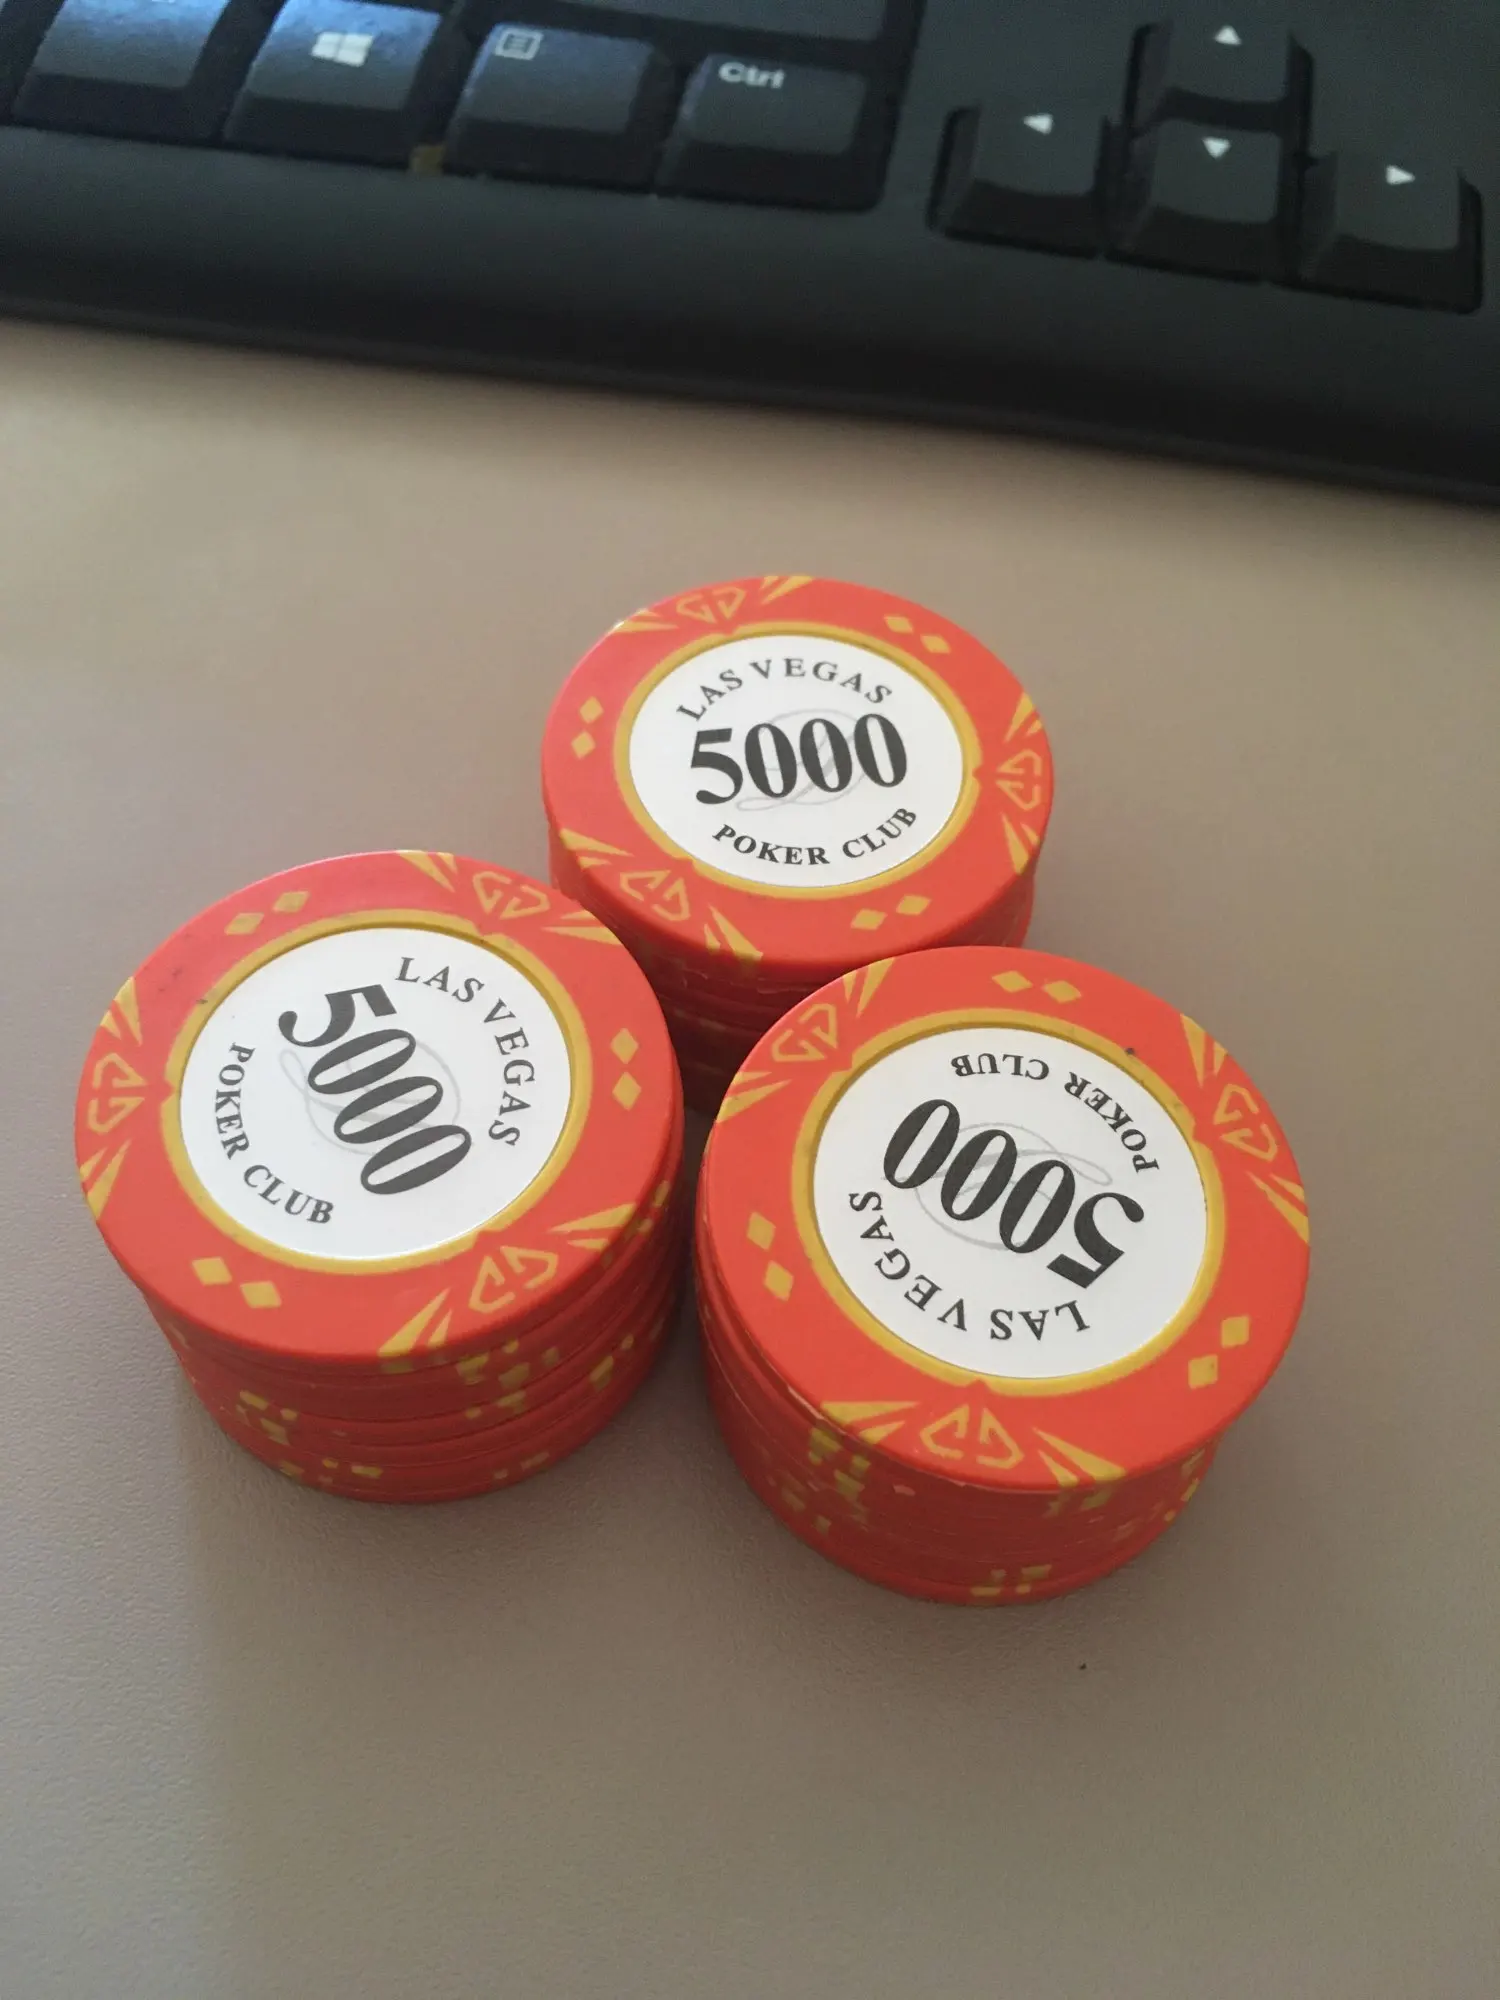 Ctrl
LAS VEGAS
5000
POKER CLUB
LAS VEGAS
5000
POKER CLUB
LAS VEGAS
5000
POKER CLUB